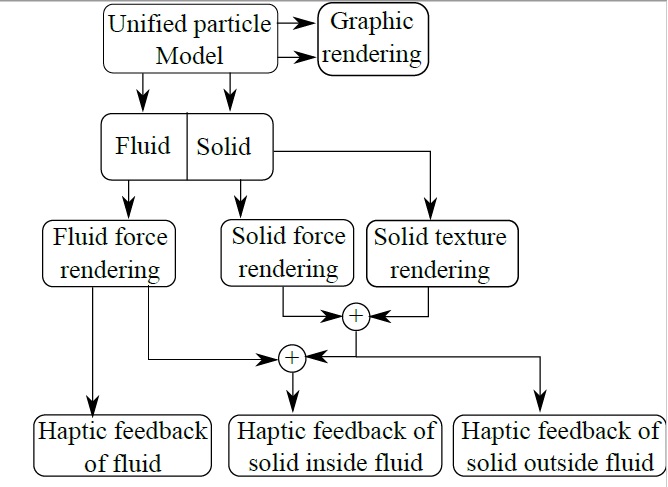 Unified particle
Model
Graphic
rendering
Fluid
Solid
Fluid force
rendering
Solid force
rendering
Solid texture
rendering
+
+
Haptic feedback
of fluid
Haptic feedback of
solid inside fluid
Haptic feedback of
solid outside fluid